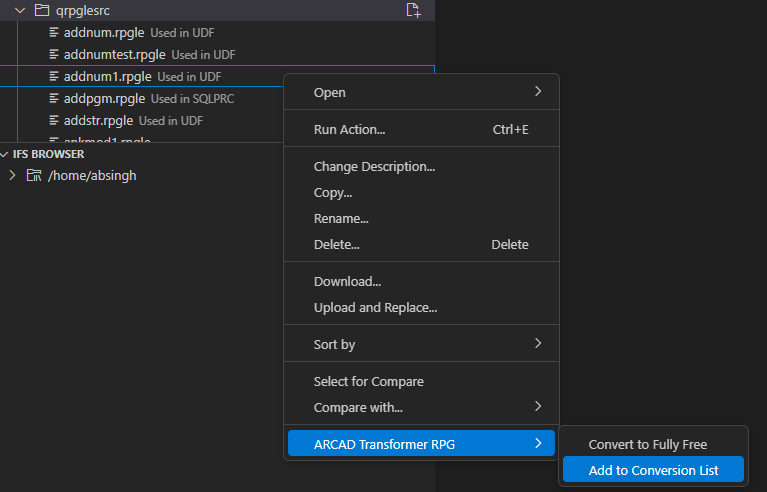 qrpglesrc
addnum.rpgle Used in UDF
addnumtest.rpgle Used in UDF
addnum1.rpgle Used in UDF
addpgm.rpgle Used in SQLPRC
addstr.rpgle Used in UDF
IFS BROWSER
/home/absingh
Open
Run Action... Ctrl+E
Change Description...
Copy...
Rename...
Delete... Delete
Download...
Upload and Replace...
Sort by
Select for Compare
Compare with...
ARCAD Transformer RPG
Convert to Fully Free
Add to Conversion List